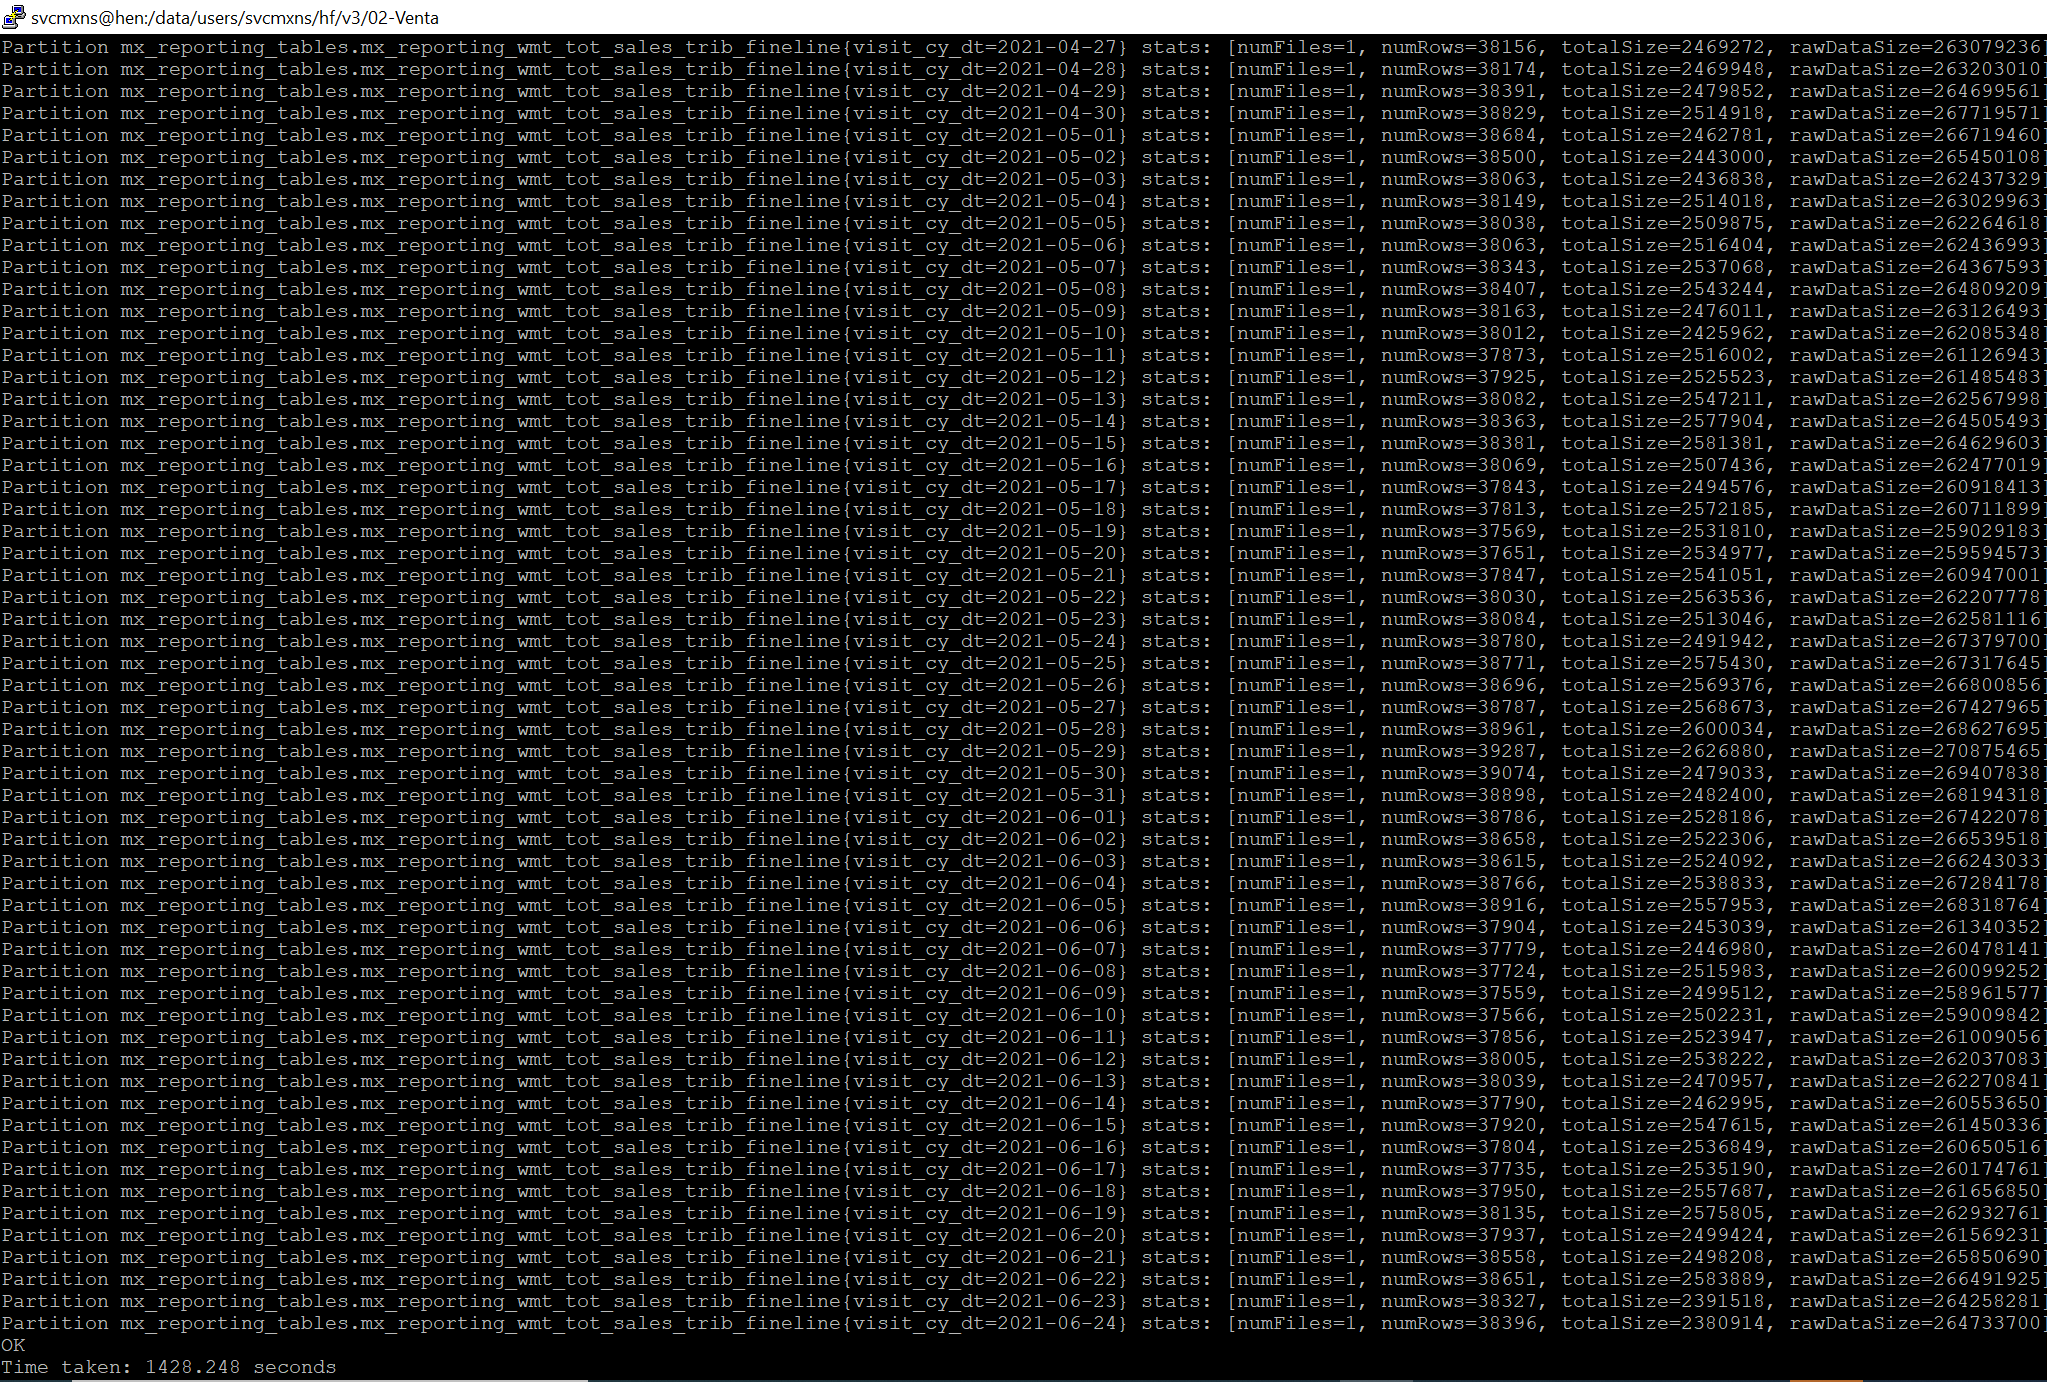 svcmxns@hen:/data/users/svcmxns/hf/v3/02-Venta
Partition mx_reporting_tables.mx_reporting_wmt_tot_sales_trib_fineline{visit_cy_dt=2021-04-27} stats: [numFiles=1, numRows=38156, totalSize=2469272, rawDataSize=263079236]
Partition mx_reporting_tables.mx_reporting_wmt_tot_sales_trib_fineline{visit_cy_dt=2021-04-28} stats: [numFiles=1, numRows=38174, totalSize=2469948, rawDataSize=263203010]
Partition mx_reporting_tables.mx_reporting_wmt_tot_sales_trib_fineline{visit_cy_dt=2021-04-29} stats: [numFiles=1, numRows=38391, totalSize=2479852, rawDataSize=264699561]
Partition mx_reporting_tables.mx_reporting_wmt_tot_sales_trib_fineline{visit_cy_dt=2021-04-30} stats: [numFiles=1, numRows=38829, totalSize=2514918, rawDataSize=267719571]
Partition mx_reporting_tables.mx_reporting_wmt_tot_sales_trib_fineline{visit_cy_dt=2021-05-01} stats: [numFiles=1, numRows=38684, totalSize=2462781, rawDataSize=266719460]
Partition mx_reporting_tables.mx_reporting_wmt_tot_sales_trib_fineline{visit_cy_dt=2021-05-02} stats: [numFiles=1, numRows=38500, totalSize=2443000, rawDataSize=265450108]
Partition mx_reporting_tables.mx_reporting_wmt_tot_sales_trib_fineline{visit_cy_dt=2021-05-03} stats: [numFiles=1, numRows=38063, totalSize=2436838, rawDataSize=262437329]
Partition mx_reporting_tables.mx_reporting_wmt_tot_sales_trib_fineline{visit_cy_dt=2021-05-04} stats: [numFiles=1, numRows=38149, totalSize=2514018, rawDataSize=263029963]
Partition mx_reporting_tables.mx_reporting_wmt_tot_sales_trib_fineline{visit_cy_dt=2021-05-05} stats: [numFiles=1, numRows=38038, totalSize=2509875, rawDataSize=262264618]
Partition mx_reporting_tables.mx_reporting_wmt_tot_sales_trib_fineline{visit_cy_dt=2021-05-06} stats: [numFiles=1, numRows=38063, totalSize=2516404, rawDataSize=262436993]
Partition mx_reporting_tables.mx_reporting_wmt_tot_sales_trib_fineline{visit_cy_dt=2021-05-07} stats: [numFiles=1, numRows=38343, totalSize=2537068, rawDataSize=264367593]
Partition mx_reporting_tables.mx_reporting_wmt_tot_sales_trib_fineline{visit_cy_dt=2021-05-08} stats: [numFiles=1, numRows=38407, totalSize=2543244, rawDataSize=264809209]
Partition mx_reporting_tables.mx_reporting_wmt_tot_sales_trib_fineline{visit_cy_dt=2021-05-09} stats: [numFiles=1, numRows=38163, totalSize=2476011, rawDataSize=263126493]
Partition mx_reporting_tables.mx_reporting_wmt_tot_sales_trib_fineline{visit_cy_dt=2021-05-10} stats: [numFiles=1, numRows=38012, totalSize=2425962, rawDataSize=262085348]
Partition mx_reporting_tables.mx_reporting_wmt_tot_sales_trib_fineline{visit_cy_dt=2021-05-11} stats: [numFiles=1, numRows=37873, totalSize=2516002, rawDataSize=261126943]
Partition mx_reporting_tables.mx_reporting_wmt_tot_sales_trib_fineline{visit_cy_dt=2021-05-12} stats: [numFiles=1, numRows=37925, totalSize=2525523, rawDataSize=261485483]
Partition mx_reporting_tables.mx_reporting_wmt_tot_sales_trib_fineline{visit_cy_dt=2021-05-13} stats: [numFiles=1, numRows=38082, totalSize=2547211, rawDataSize=262567998]
Partition mx_reporting_tables.mx_reporting_wmt_tot_sales_trib_fineline{visit_cy_dt=2021-05-14} stats: [numFiles=1, numRows=38363, totalSize=2577904, rawDataSize=264505493]
Partition mx_reporting_tables.mx_reporting_wmt_tot_sales_trib_fineline{visit_cy_dt=2021-05-15} stats: [numFiles=1, numRows=38381, totalSize=2581381, rawDataSize=264629603]
Partition mx_reporting_tables.mx_reporting_wmt_tot_sales_trib_fineline{visit_cy_dt=2021-05-16} stats: [numFiles=1, numRows=38069, totalSize=2507436, rawDataSize=262477019]
Partition mx_reporting_tables.mx_reporting_wmt_tot_sales_trib_fineline{visit_cy_dt=2021-05-17} stats: [numFiles=1, numRows=37843, totalSize=2494576, rawDataSize=260918413]
Partition mx_reporting_tables.mx_reporting_wmt_tot_sales_trib_fineline{visit_cy_dt=2021-05-18} stats: [numFiles=1, numRows=37813, totalSize=2572185, rawDataSize=260711899]
Partition mx_reporting_tables.mx_reporting_wmt_tot_sales_trib_fineline{visit_cy_dt=2021-05-19} stats: [numFiles=1, numRows=37569, totalSize=2531810, rawDataSize=259029183]
Partition mx_reporting_tables.mx_reporting_wmt_tot_sales_trib_fineline{visit_cy_dt=2021-05-20} stats: [numFiles=1, numRows=37651, totalSize=2534977, rawDataSize=259594573]
Partition mx_reporting_tables.mx_reporting_wmt_tot_sales_trib_fineline{visit_cy_dt=2021-05-21} stats: [numFiles=1, numRows=37847, totalSize=2541051, rawDataSize=260947001]
Partition mx_reporting_tables.mx_reporting_wmt_tot_sales_trib_fineline{visit_cy_dt=2021-05-22} stats: [numFiles=1, numRows=38030, totalSize=2563536, rawDataSize=262207778]
Partition mx_reporting_tables.mx_reporting_wmt_tot_sales_trib_fineline{visit_cy_dt=2021-05-23} stats: [numFiles=1, numRows=38084, totalSize=2513046, rawDataSize=262581116]
Partition mx_reporting_tables.mx_reporting_wmt_tot_sales_trib_fineline{visit_cy_dt=2021-05-24} stats: [numFiles=1, numRows=38780, totalSize=2491942, rawDataSize=267379700]
Partition mx_reporting_tables.mx_reporting_wmt_tot_sales_trib_fineline{visit_cy_dt=2021-05-25} stats: [numFiles=1, numRows=38771, totalSize=2575430, rawDataSize=267317645]
Partition mx_reporting_tables.mx_reporting_wmt_tot_sales_trib_fineline{visit_cy_dt=2021-05-26} stats: [numFiles=1, numRows=38696, totalSize=2569376, rawDataSize=266800856]
Partition mx_reporting_tables.mx_reporting_wmt_tot_sales_trib_fineline{visit_cy_dt=2021-05-27} stats: [numFiles=1, numRows=38787, totalSize=2568673, rawDataSize=267427965]
Partition mx_reporting_tables.mx_reporting_wmt_tot_sales_trib_fineline{visit_cy_dt=2021-05-28} stats: [numFiles=1, numRows=38961, totalSize=2600034, rawDataSize=268627695]
Partition mx_reporting_tables.mx_reporting_wmt_tot_sales_trib_fineline{visit_cy_dt=2021-05-29} stats: [numFiles=1, numRows=39287, totalSize=2626880, rawDataSize=270875465]
Partition mx_reporting_tables.mx_reporting_wmt_tot_sales_trib_fineline{visit_cy_dt=2021-05-30} stats: [numFiles=1, numRows=39074, totalSize=2479033, rawDataSize=269407838]
Partition mx_reporting_tables.mx_reporting_wmt_tot_sales_trib_fineline{visit_cy_dt=2021-05-31} stats: [numFiles=1, numRows=38898, totalSize=2482400, rawDataSize=268194318]
Partition mx_reporting_tables.mx_reporting_wmt_tot_sales_trib_fineline{visit_cy_dt=2021-06-01} stats: [numFiles=1, numRows=38786, totalSize=2528186, rawDataSize=267422078]
Partition mx_reporting_tables.mx_reporting_wmt_tot_sales_trib_fineline{visit_cy_dt=2021-06-02} stats: [numFiles=1, numRows=38658, totalSize=2522306, rawDataSize=266539518]
Partition mx_reporting_tables.mx_reporting_wmt_tot_sales_trib_fineline{visit_cy_dt=2021-06-03} stats: [numFiles=1, numRows=38615, totalSize=2524092, rawDataSize=266243033]
Partition mx_reporting_tables.mx_reporting_wmt_tot_sales_trib_fineline{visit_cy_dt=2021-06-04} stats: [numFiles=1, numRows=38766, totalSize=2538833, rawDataSize=267284178]
Partition mx_reporting_tables.mx_reporting_wmt_tot_sales_trib_fineline{visit_cy_dt=2021-06-05} stats: [numFiles=1, numRows=38916, totalSize=2557953, rawDataSize=268318764]
Partition mx_reporting_tables.mx_reporting_wmt_tot_sales_trib_fineline{visit_cy_dt=2021-06-06} stats: [numFiles=1, numRows=37904, totalSize=2453039, rawDataSize=261340352]
Partition mx_reporting_tables.mx_reporting_wmt_tot_sales_trib_fineline{visit_cy_dt=2021-06-07} stats: [numFiles=1, numRows=37779, totalSize=2446980, rawDataSize=260478141]
Partition mx_reporting_tables.mx_reporting_wmt_tot_sales_trib_fineline{visit_cy_dt=2021-06-08} stats: [numFiles=1, numRows=37724, totalSize=2515983, rawDataSize=260099252]
Partition mx_reporting_tables.mx_reporting_wmt_tot_sales_trib_fineline{visit_cy_dt=2021-06-09} stats: [numFiles=1, numRows=37559, totalSize=2499512, rawDataSize=258961577]
Partition mx_reporting_tables.mx_reporting_wmt_tot_sales_trib_fineline{visit_cy_dt=2021-06-10} stats: [numFiles=1, numRows=37566, totalSize=2502231, rawDataSize=259009842]
Partition mx_reporting_tables.mx_reporting_wmt_tot_sales_trib_fineline{visit_cy_dt=2021-06-11} stats: [numFiles=1, numRows=37856, totalSize=2523947, rawDataSize=261009056]
Partition mx_reporting_tables.mx_reporting_wmt_tot_sales_trib_fineline{visit_cy_dt=2021-06-12} stats: [numFiles=1, numRows=38005, totalSize=2538222, rawDataSize=262037083]
Partition mx_reporting_tables.mx_reporting_wmt_tot_sales_trib_fineline{visit_cy_dt=2021-06-13} stats: [numFiles=1, numRows=38039, totalSize=2470957, rawDataSize=262270841]
Partition mx_reporting_tables.mx_reporting_wmt_tot_sales_trib_fineline{visit_cy_dt=2021-06-14} stats: [numFiles=1, numRows=37790, totalSize=2462995, rawDataSize=260553650]
Partition mx_reporting_tables.mx_reporting_wmt_tot_sales_trib_fineline{visit_cy_dt=2021-06-15} stats: [numFiles=1, numRows=37920, totalSize=2547615, rawDataSize=261450336]
Partition mx_reporting_tables.mx_reporting_wmt_tot_sales_trib_fineline{visit_cy_dt=2021-06-16} stats: [numFiles=1, numRows=37804, totalSize=2536849, rawDataSize=260650516]
Partition mx_reporting_tables.mx_reporting_wmt_tot_sales_trib_fineline{visit_cy_dt=2021-06-17} stats: [numFiles=1, numRows=37735, totalSize=2535190, rawDataSize=260174761]
Partition mx_reporting_tables.mx_reporting_wmt_tot_sales_trib_fineline{visit_cy_dt=2021-06-18} stats: [numFiles=1, numRows=37950, totalSize=2557687, rawDataSize=261656850]
Partition mx_reporting_tables.mx_reporting_wmt_tot_sales_trib_fineline{visit_cy_dt=2021-06-19} stats: [numFiles=1, numRows=38135, totalSize=2575805, rawDataSize=262932761]
Partition mx_reporting_tables.mx_reporting_wmt_tot_sales_trib_fineline{visit_cy_dt=2021-06-20} stats: [numFiles=1, numRows=37937, totalSize=2499424, rawDataSize=261569231]
Partition mx_reporting_tables.mx_reporting_wmt_tot_sales_trib_fineline{visit_cy_dt=2021-06-21} stats: [numFiles=1, numRows=38558, totalSize=2498208, rawDataSize=265850690]
Partition mx_reporting_tables.mx_reporting_wmt_tot_sales_trib_fineline{visit_cy_dt=2021-06-22} stats: [numFiles=1, numRows=38651, totalSize=2583889, rawDataSize=266491925]
Partition mx_reporting_tables.mx_reporting_wmt_tot_sales_trib_fineline{visit_cy_dt=2021-06-23} stats: [numFiles=1, numRows=38327, totalSize=2391518, rawDataSize=264258281]
Partition mx_reporting_tables.mx_reporting_wmt_tot_sales_trib_fineline{visit_cy_dt=2021-06-24} stats: [numFiles=1, numRows=38396, totalSize=2380914, rawDataSize=264733700]
OK
Time taken: 1428.248 seconds